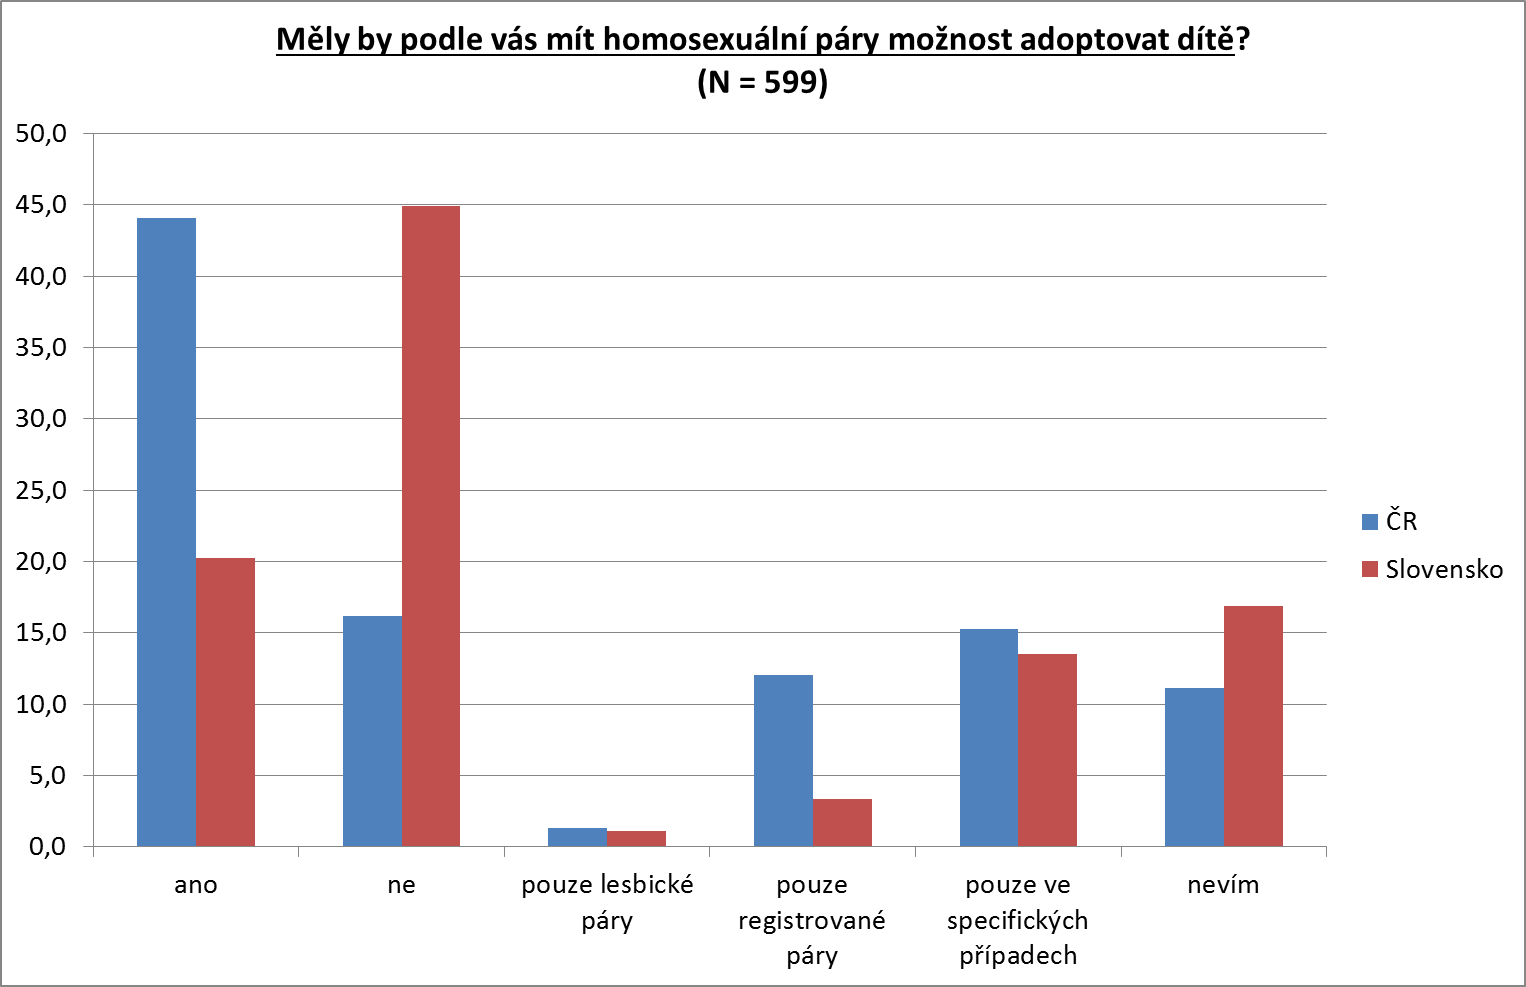 Měly by podle vás mít homosexuální páry možnost adoptovat dítě?
(N = 599)
50,0
45,0
40,0
35,0
30,0
25,0
20,0
15,0
10,0
5,0
0,0
ano
ne
pouze lesbické
páry
pouze
registrované
páry
pouze ve
specifických
případech
nevím
ČR
Slovensko